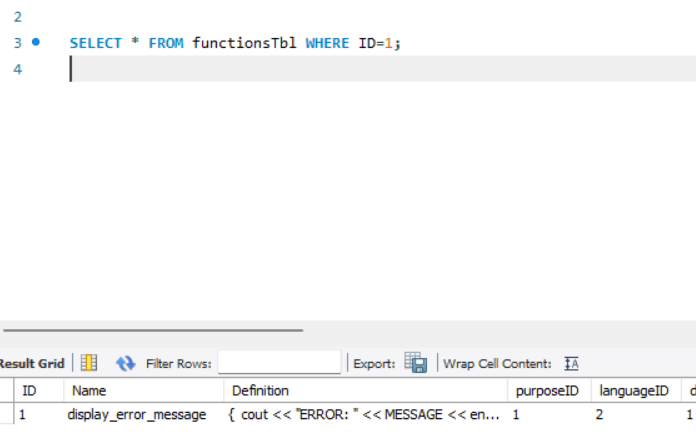 2
3 SELECT * FROM functionsTbl WHERE ID=1;
4
Result Grid Filter Rows: Export: Wrap Cell Content: IA
ID Name Definition purposeID languageID d
1 display_error_message { cout << "ERROR: " << MESSAGE << en... 1 2 1